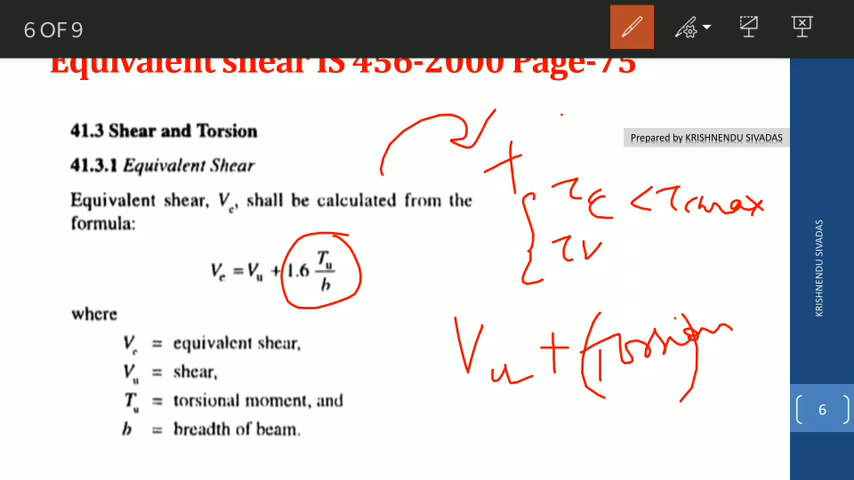 6 OF 9
Equivalent shear IS 456-2000 Page-75
41.3 Shear and Torsion
Prepared by KRISHNENDU SIVADAS
41.3.1 Equivalent Shear
Equivalent shear, Ve, shall be calculated from the
formula:
Ve = Vu + 1.6 Tu/b
where
Ve = equivalent shear,
Vu = shear,
Tu = torsional moment, and
b = breadth of beam.
τc < τcmax
τv
Vu + (Torsion)
KRISHNENDU SIVADAS
6